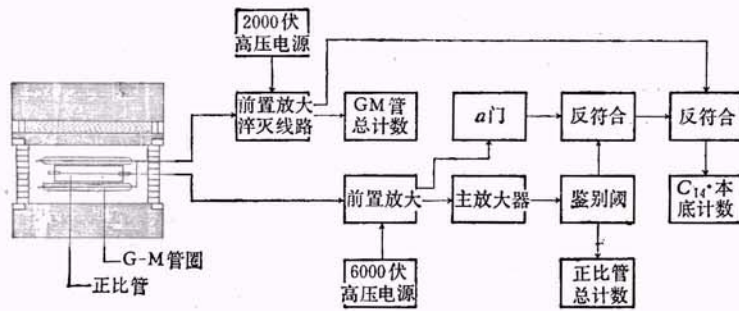 2000伏
高压电源
前置放大
淬灭线路
GM管
总计数
a门
反符合
反符合
前置放大
主放大器
鉴别阈
C14+本
底计数
G-M管圈
正比管
6000伏
高压电源
正比管
总计数